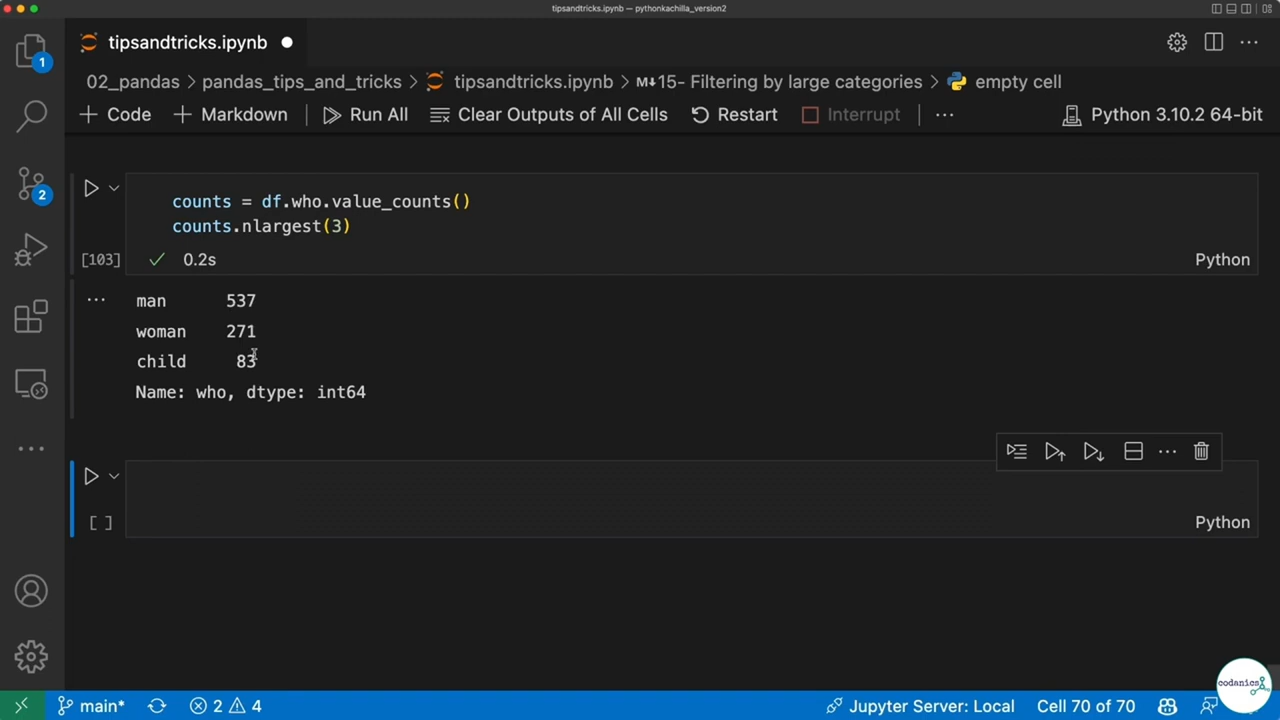 tipsandtricks.ipynb — pythonkachilla_version2
tipsandtricks.ipynb
02_pandas > pandas_tips_and_tricks > tipsandtricks.ipynb > M↓15- Filtering by large categories > empty cell
+ Code + Markdown Run All Clear Outputs of All Cells Restart Interrupt ··· Python 3.10.2 64-bit
1
2
counts = df.who.value_counts()
counts.nlargest(3)
[103] ✓ 0.2s Python
man 537
woman 271
child 83
Name: who, dtype: int64
[ ] Python
main* 2 4 Jupyter Server: Local Cell 70 of 70
codanics